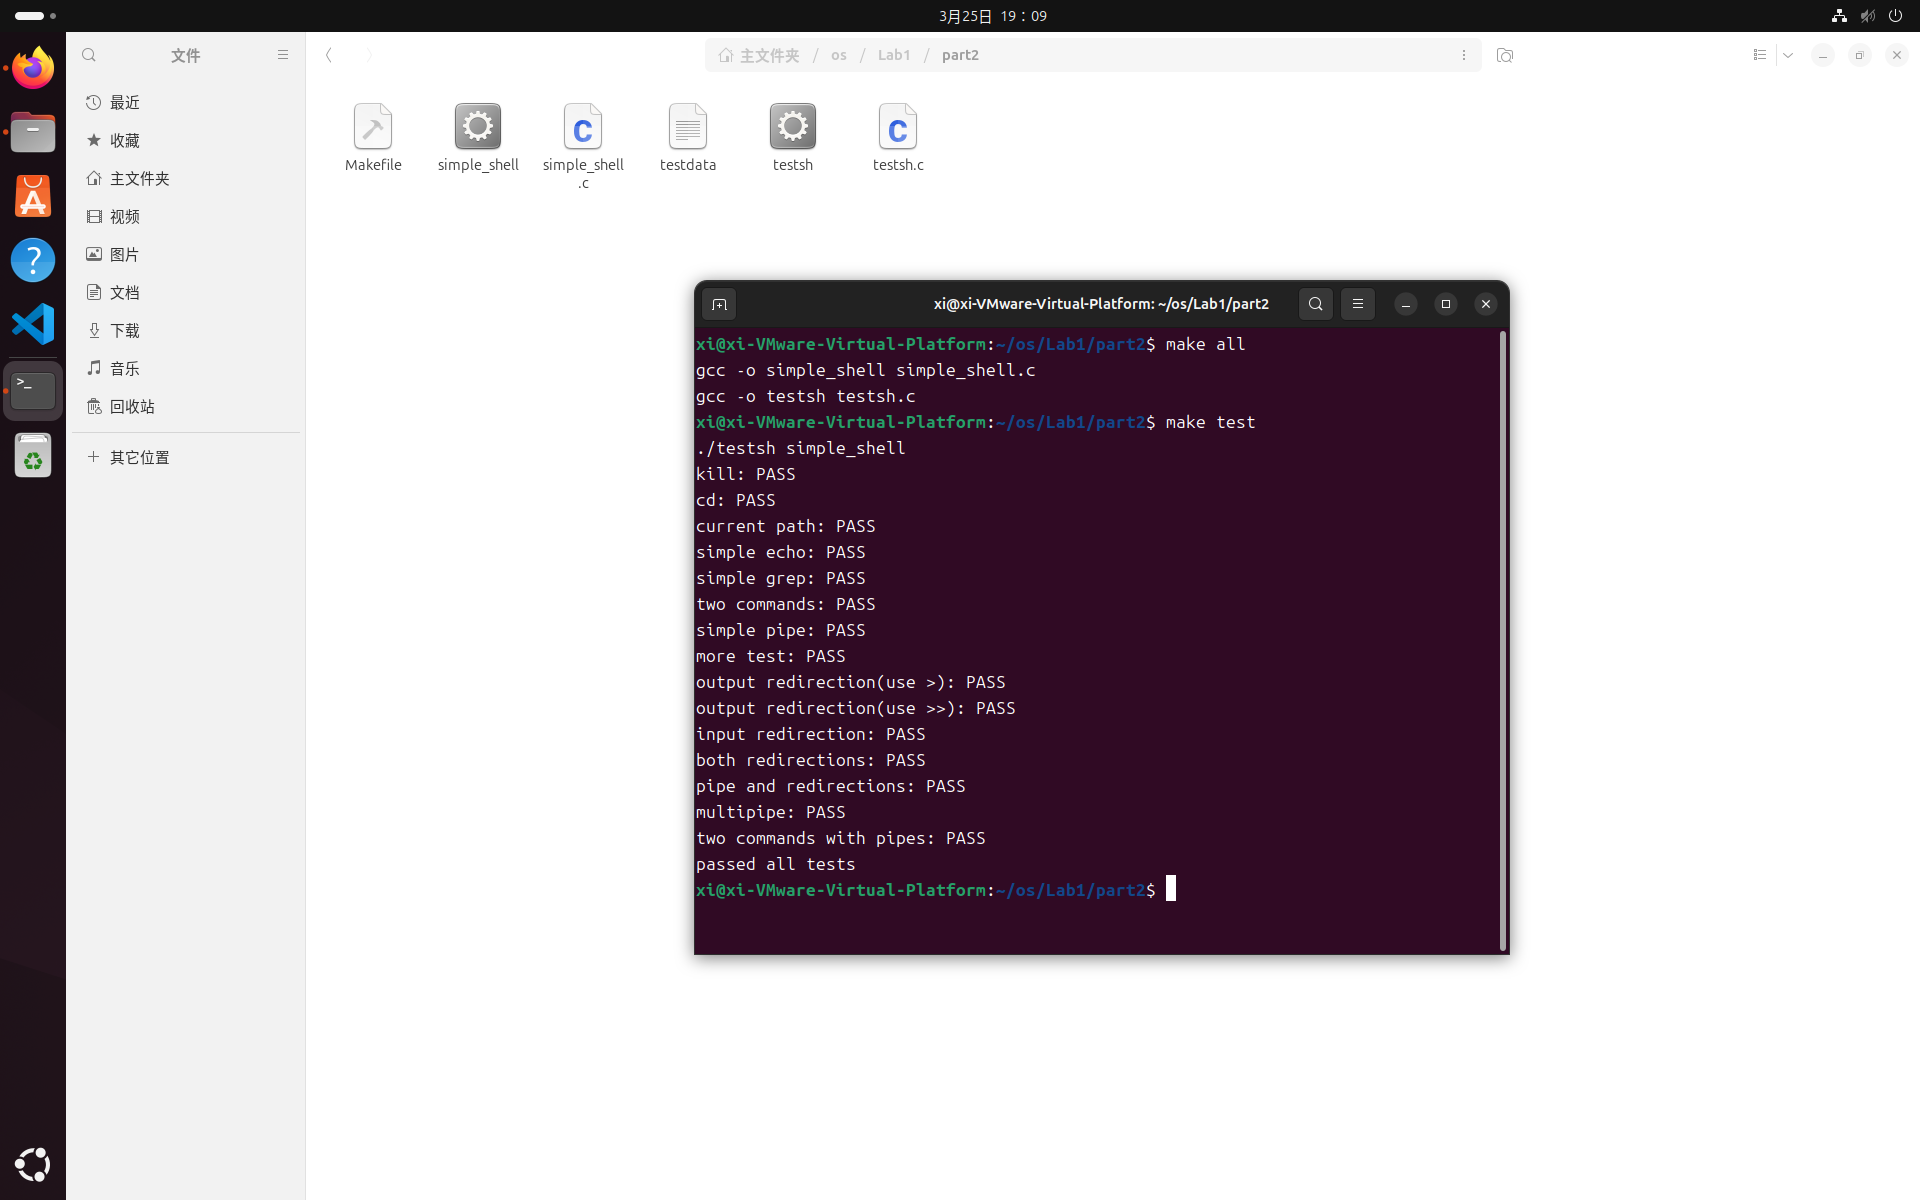 3月25日 19：09
文件
主文件夹 / os / Lab1 / part2
最近
收藏
主文件夹
视频
图片
文档
下载
音乐
回收站
其它位置
Makefile
simple_shell
simple_shell
.c
testdata
testsh
testsh.c
xi@xi-VMware-Virtual-Platform: ~/os/Lab1/part2
xi@xi-VMware-Virtual-Platform:~/os/Lab1/part2$ make all
gcc -o simple_shell simple_shell.c
gcc -o testsh testsh.c
xi@xi-VMware-Virtual-Platform:~/os/Lab1/part2$ make test
./testsh simple_shell
kill: PASS
cd: PASS
current path: PASS
simple echo: PASS
simple grep: PASS
two commands: PASS
simple pipe: PASS
more test: PASS
output redirection(use >): PASS
output redirection(use >>): PASS
input redirection: PASS
both redirections: PASS
pipe and redirections: PASS
multipipe: PASS
two commands with pipes: PASS
passed all tests
xi@xi-VMware-Virtual-Platform:~/os/Lab1/part2$